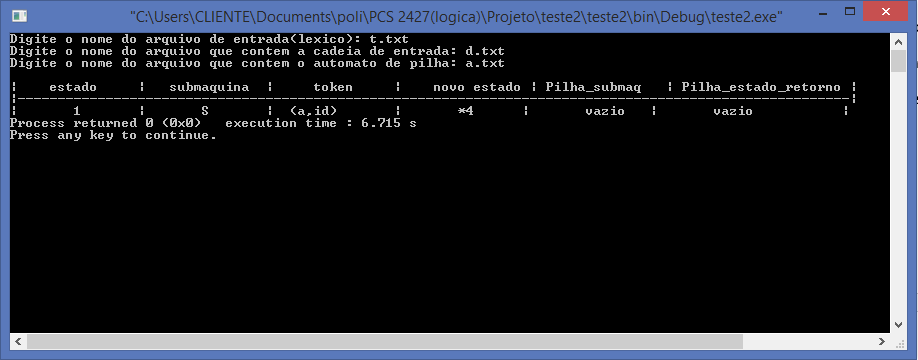 "C:\Users\CLIENTE\Documents\poli\PCS 2427(logica)\Projeto\teste2\teste2\bin\Debug\teste2.exe"
Digite o nome do arquivo de entrada(lexico): t.txt
Digite o nome do arquivo que contem a cadeia de entrada: d.txt
Digite o nome do arquivo que contem o automato de pilha: a.txt
¦ estado ¦ submaquina ¦ token ¦ novo estado ¦ Pilha_submaq ¦ Pilha_estado_retorno ¦
¦---------------------------------------------------------------------------------------------------------¦
¦ 1 ¦ S ¦ (a,id) ¦ *4 ¦ vazio ¦ vazio ¦
Process returned 0 (0x0) execution time : 6.715 s
Press any key to continue.